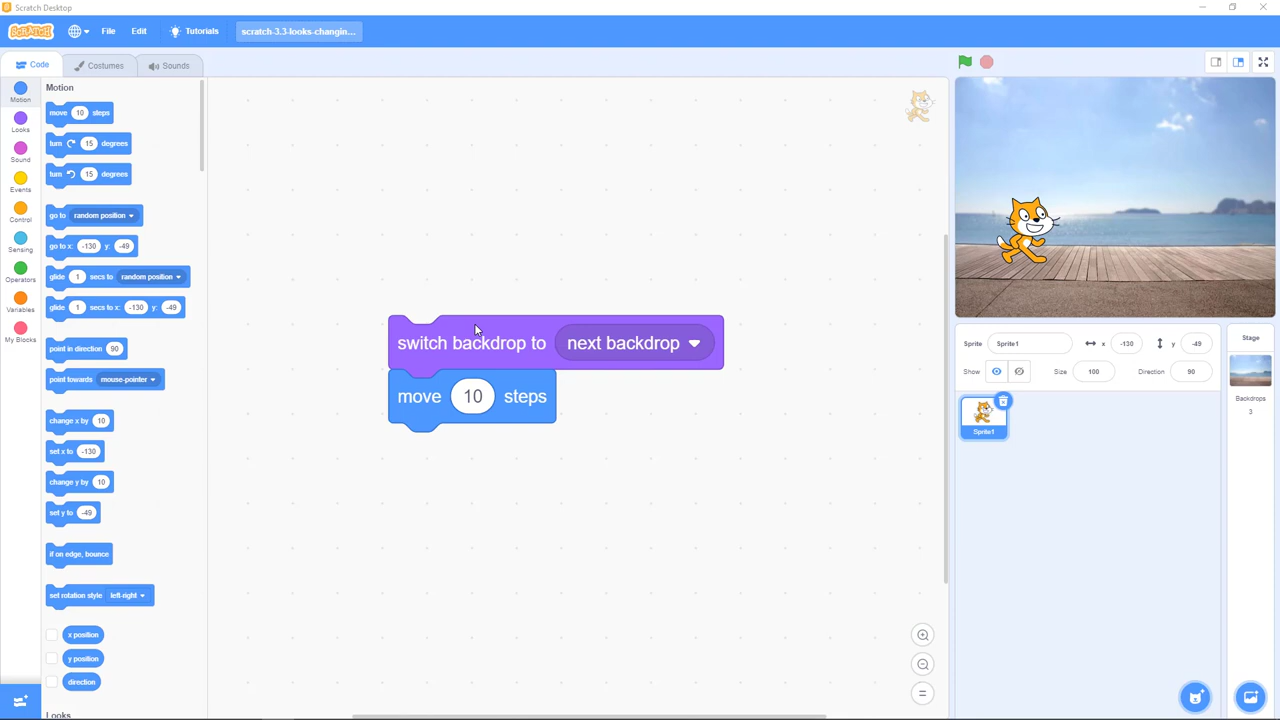 Scratch Desktop
SCRATCH File Edit Tutorials scratch-3.3-looks-changin...
Code Costumes Sounds
Motion
Looks
Sound
Events
Control
Sensing
Operators
Variables
My Blocks
Motion
move 10 steps
turn 15 degrees
turn 15 degrees
go to random position
go to x: -130 y: -49
glide 1 secs to random position
glide 1 secs to x: -130 y: -49
point in direction 90
point towards mouse-pointer
change x by 10
set x to -130
change y by 10
set y to -49
if on edge, bounce
set rotation style left-right
x position
y position
direction
Looks
switch backdrop to next backdrop
move 10 steps
Sprite Sprite1 x -130 y -49
Show Size 100 Direction 90
Sprite1
Stage
Backdrops
3